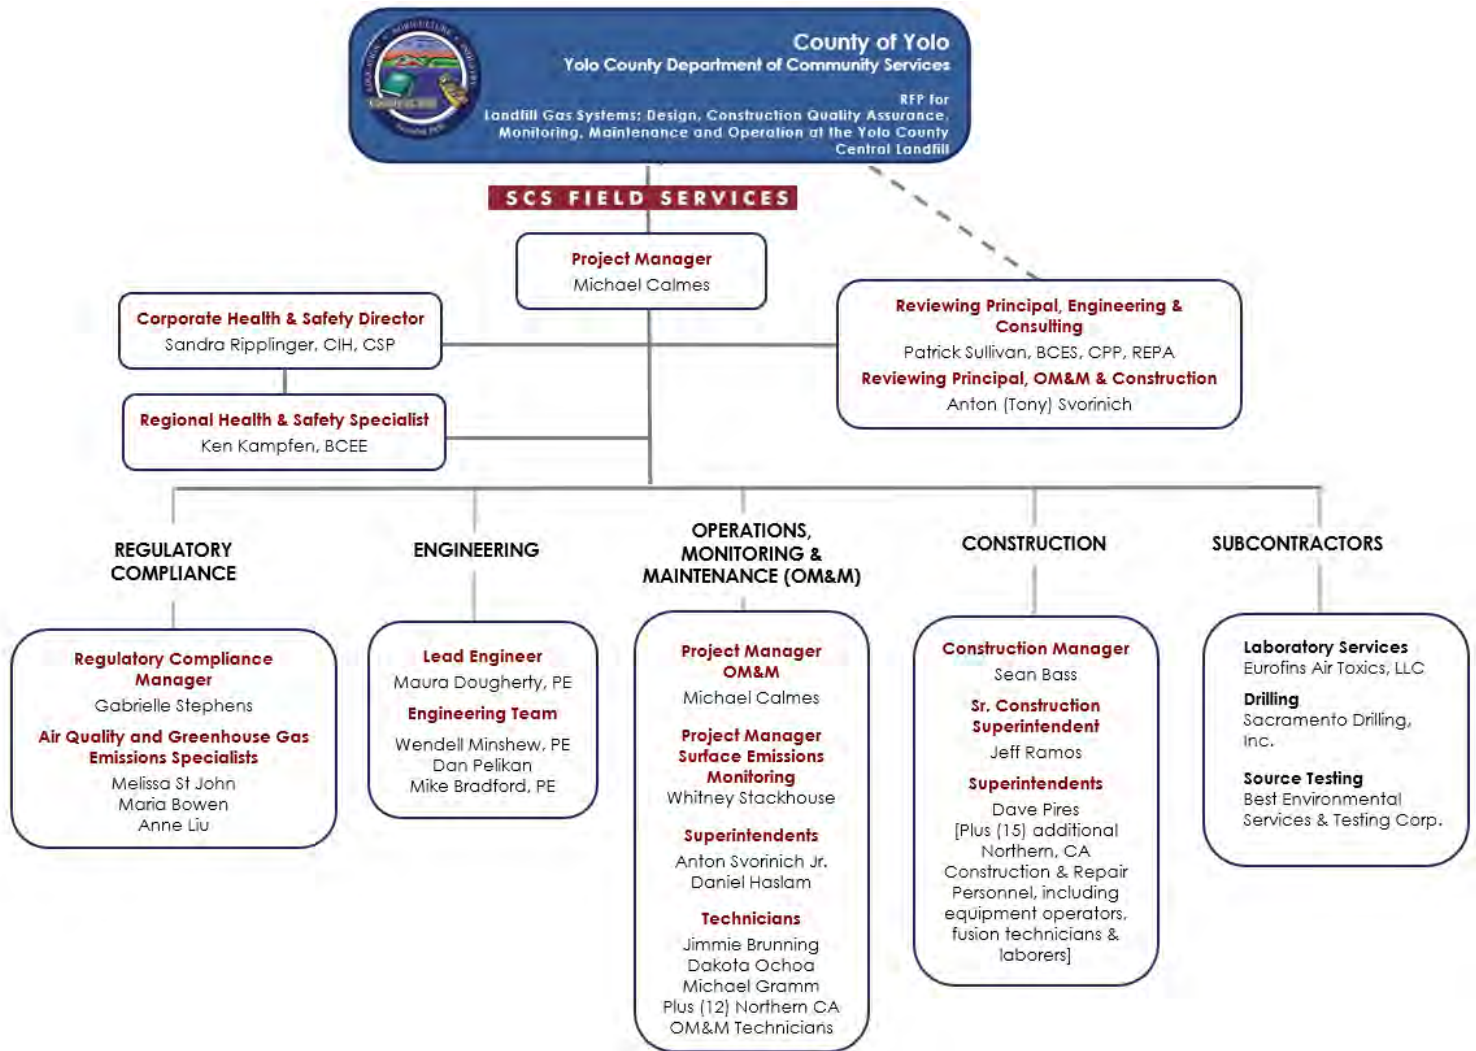 County of Yolo
Yolo County Department of Community Services
RFP for
Landfill Gas Systems; Design, Construction Quality Assurance,
Monitoring, Maintenance and Operation at the Yolo County
Central Landfill
SCS FIELD SERVICES
Project Manager
Michael Calmes
Corporate Health & Safety Director
Sandra Ripplinger, CIH, CSP
Regional Health & Safety Specialist
Ken Kampfen, BCEE
Reviewing Principal, Engineering &
Consulting
Patrick Sullivan, BCES, CPP, REPA
Reviewing Principal, OM&M & Construction
Anton (Tony) Svorinich
REGULATORY
COMPLIANCE
Regulatory Compliance
Manager
Gabrielle Stephens
Air Quality and Greenhouse Gas
Emissions Specialists
Melissa St John
Maria Bowen
Anne Liu
ENGINEERING
Lead Engineer
Maura Dougherty, PE
Engineering Team
Wendell Minshew, PE
Dan Pelikan
Mike Bradford, PE
OPERATIONS,
MONITORING &
MAINTENANCE (OM&M)
Project Manager
OM&M
Michael Calmes
Project Manager
Surface Emissions
Monitoring
Whitney Stackhouse
Superintendents
Anton Svorinich Jr.
Daniel Haslam
Technicians
Jimmie Brunning
Dakota Ochoa
Michael Gramm
Plus (12) Northern CA
OM&M Technicians
CONSTRUCTION
Construction Manager
Sean Bass
Sr. Construction
Superintendent
Jeff Ramos
Superintendents
Dave Pires
[Plus (15) additional
Northern, CA
Construction & Repair
Personnel, including
equipment operators,
fusion technicians &
laborers]
SUBCONTRACTORS
Laboratory Services
Eurofins Air Toxics, LLC
Drilling
Sacramento Drilling,
Inc.
Source Testing
Best Environmental
Services & Testing Corp.